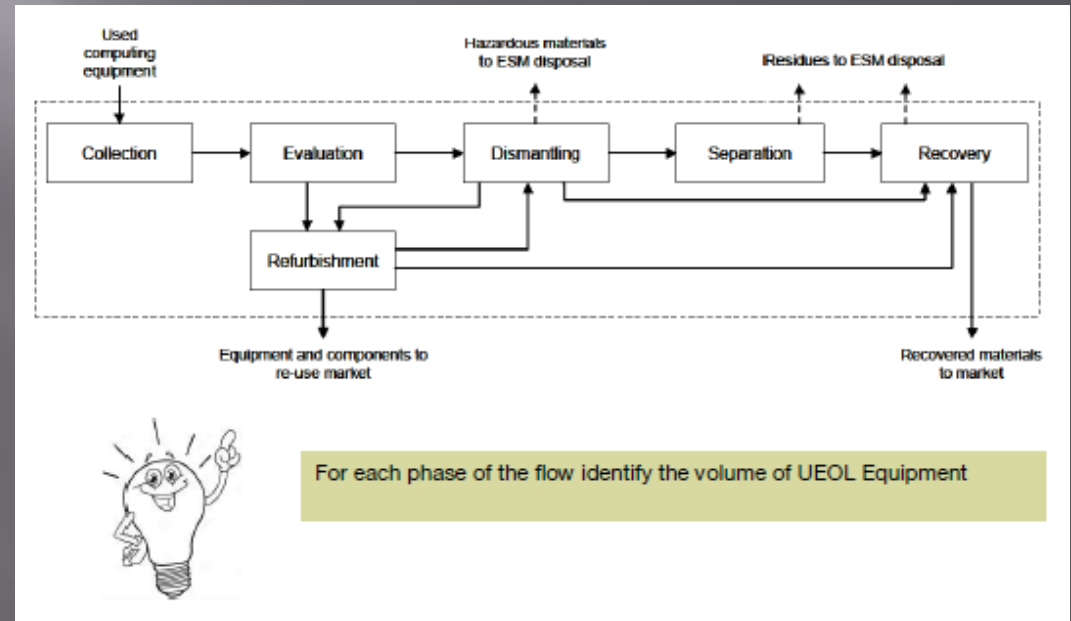 Used
computing
equipment
Hazardous materials
to ESM disposal
Residues to ESM disposal
Collection
Evaluation
Dismantling
Separation
Recovery
Refurbishment
Equipment and components to
re-use market
Recovered materials
to market
For each phase of the flow identify the volume of UEOL Equipment